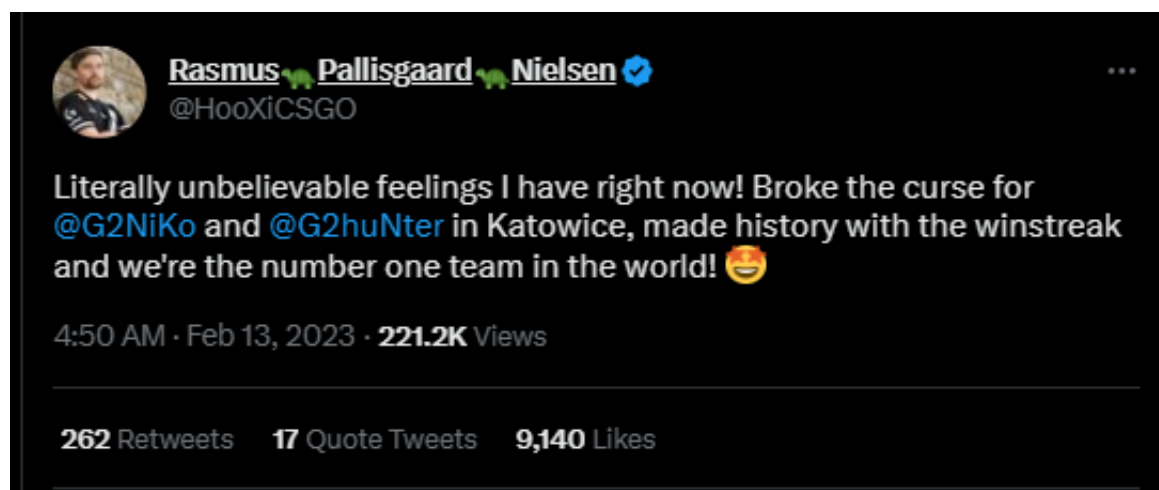 Rasmus🐢Pallisgaard🐢Nielsen
@HooXiCSGO
Literally unbelievable feelings I have right now! Broke the curse for
@G2NiKo and @G2huNter in Katowice, made history with the winstreak
and we're the number one team in the world! 🤩
4:50 AM · Feb 13, 2023 · 221.2K Views
262 Retweets 17 Quote Tweets 9,140 Likes